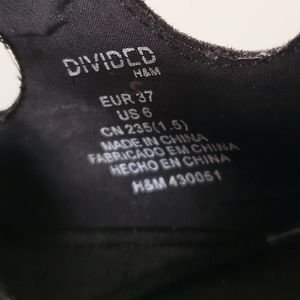 DIVIDED
H&M
EUR 37
US 6
CN 235(1.5)
MADE IN CHINA
FABRICADO EM CHINA
HECHO EN CHINA
H&M 430051